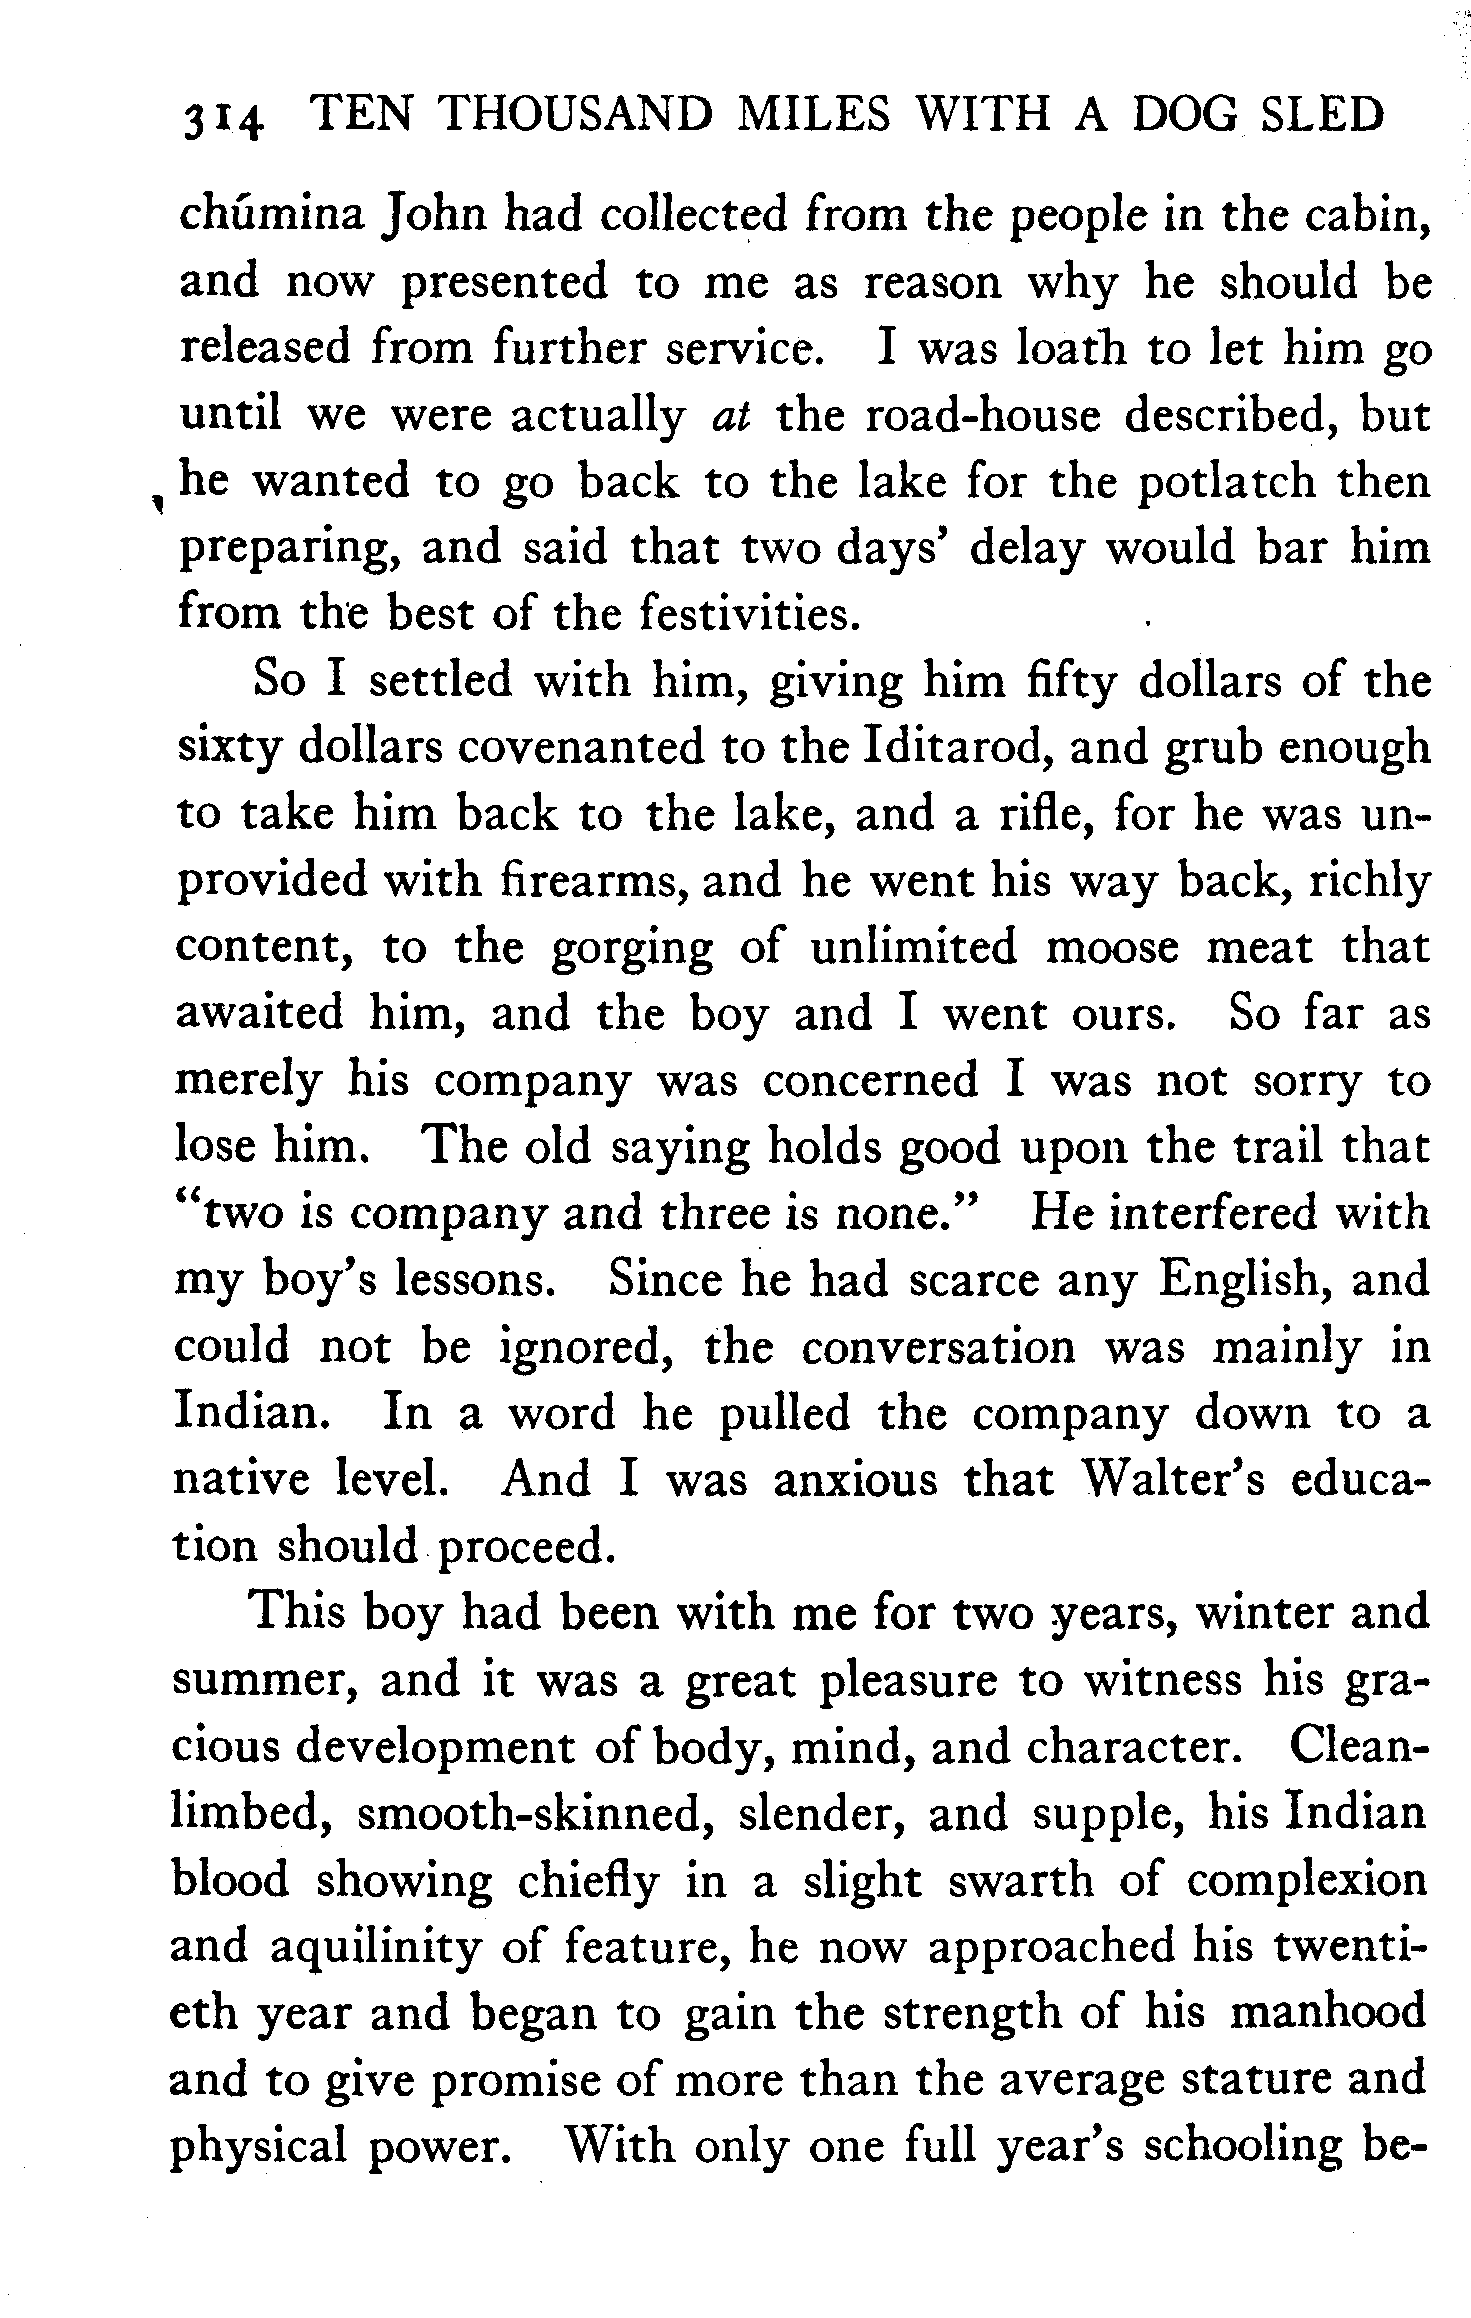 314 TEN THOUSAND MILES WITH A DOG SLED
chúmina John had collected from the people in the cabin,
and now presented to me as reason why he should be
released from further service. I was loath to let him go
until we were actually at the road-house described, but
he wanted to go back to the lake for the potlatch then
preparing, and said that two days’ delay would bar him
from the best of the festivities.
So I settled with him, giving him fifty dollars of the
sixty dollars covenanted to the Iditarod, and grub enough
to take him back to the lake, and a rifle, for he was un-
provided with firearms, and he went his way back, richly
content, to the gorging of unlimited moose meat that
awaited him, and the boy and I went ours. So far as
merely his company was concerned I was not sorry to
lose him. The old saying holds good upon the trail that
“two is company and three is none.” He interfered with
my boy’s lessons. Since he had scarce any English, and
could not be ignored, the conversation was mainly in
Indian. In a word he pulled the company down to a
native level. And I was anxious that Walter’s educa-
tion should proceed.
This boy had been with me for two years, winter and
summer, and it was a great pleasure to witness his gra-
cious development of body, mind, and character. Clean-
limbed, smooth-skinned, slender, and supple, his Indian
blood showing chiefly in a slight swarth of complexion
and aquilinity of feature, he now approached his twenti-
eth year and began to gain the strength of his manhood
and to give promise of more than the average stature and
physical power. With only one full year’s schooling be-